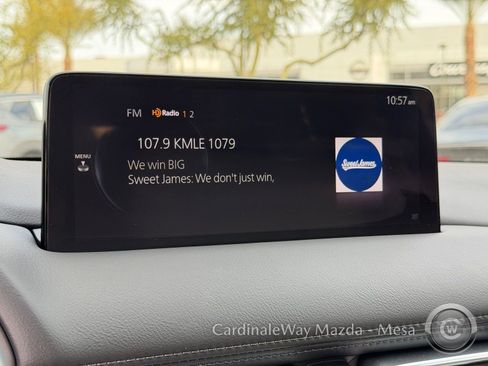 10:57 am
FM HD Radio 1 2
107.9 KMLE 1079
MENU
We win BIG
Sweet James: We don't just win,
Sweet James
CardinaleWay Mazda - Mesa